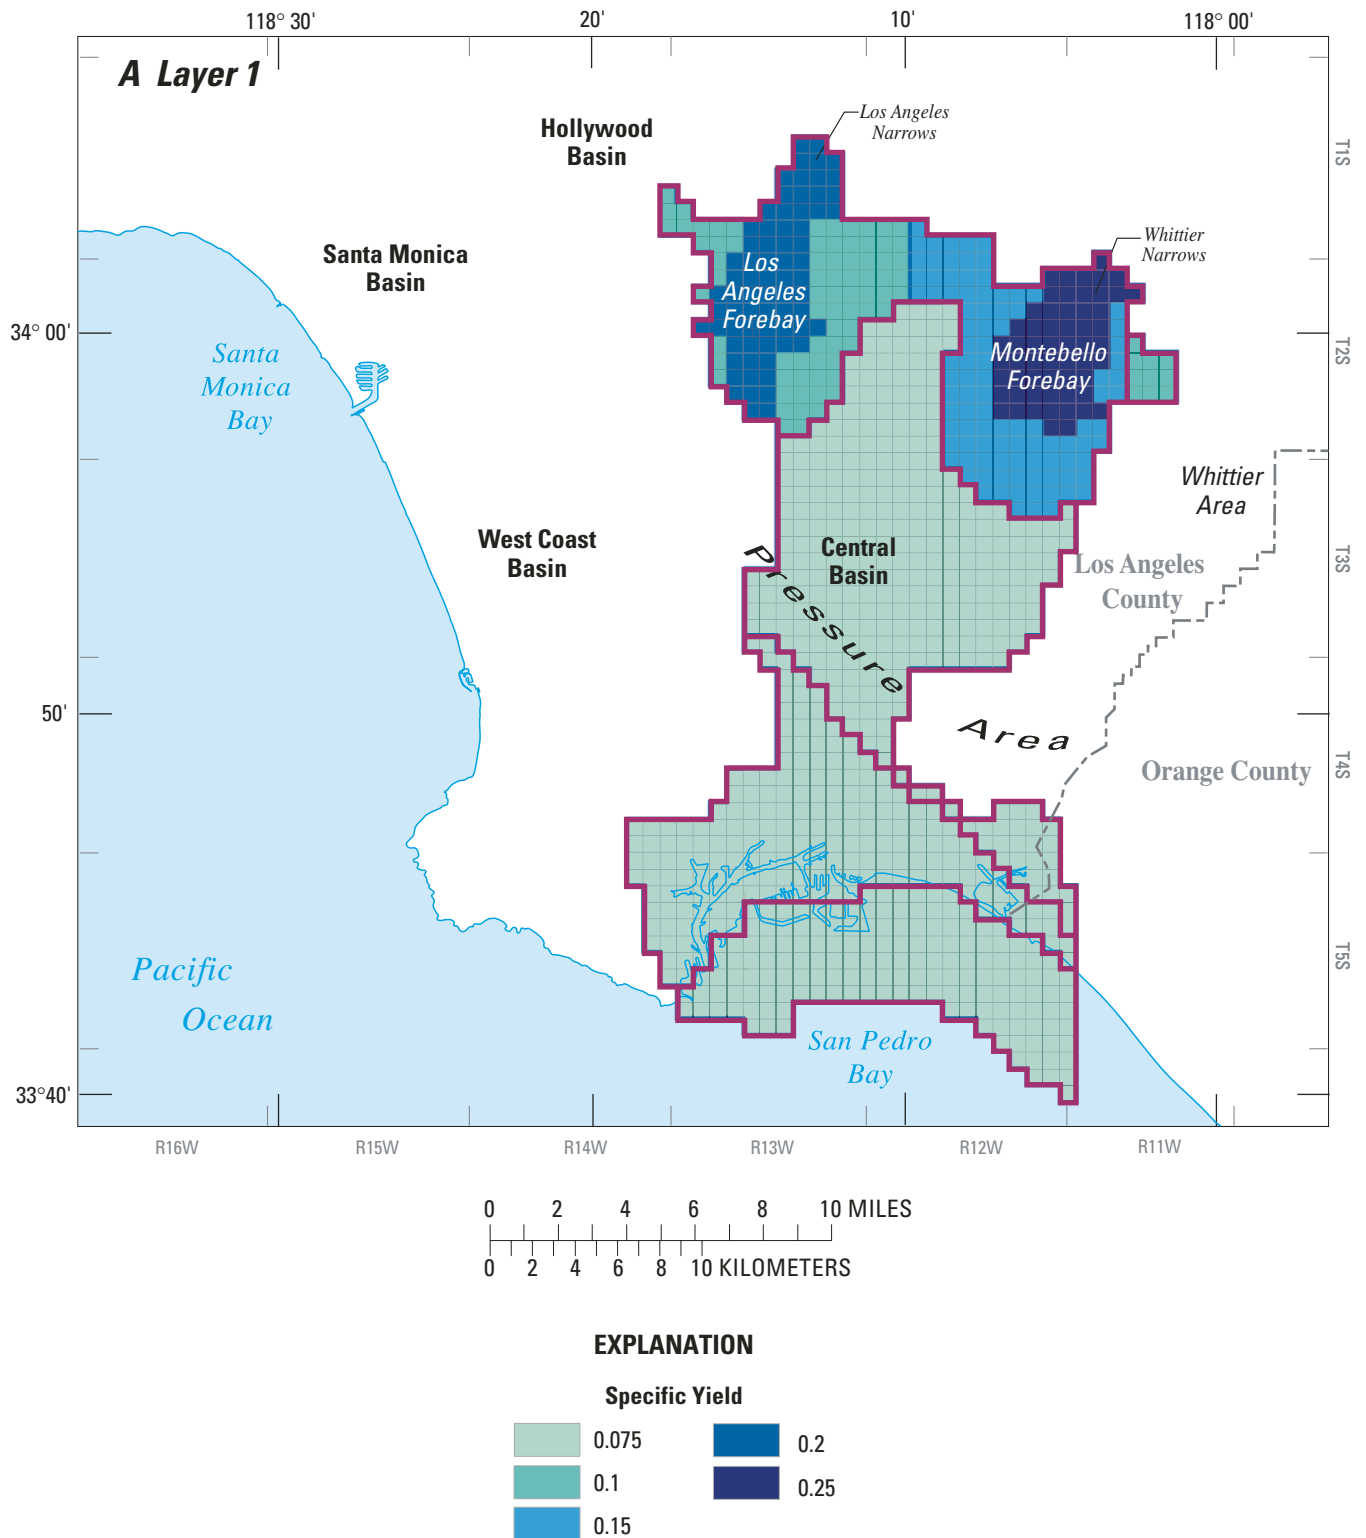 118° 30'
20'
10'
118° 00'
A Layer 1
Los Angeles
Narrows
Hollywood
Basin
T1S
Whittier
Narrows
Santa Monica
Basin
Los
Angeles
Forebay
34° 00'
Santa
Monica
Bay
Montebello
Forebay
T2S
Whittier
Area
West Coast
Basin
Central
Basin
Pressure
Area
Los Angeles
County
T3S
50'
Orange County
T4S
Pacific
Ocean
T5S
San Pedro
Bay
33°40'
R16W
R15W
R14W
R13W
R12W
R11W
0 2 4 6 8 10 MILES
0 2 4 6 8 10 KILOMETERS
EXPLANATION
Specific Yield
0.075
0.2
0.1
0.25
0.15